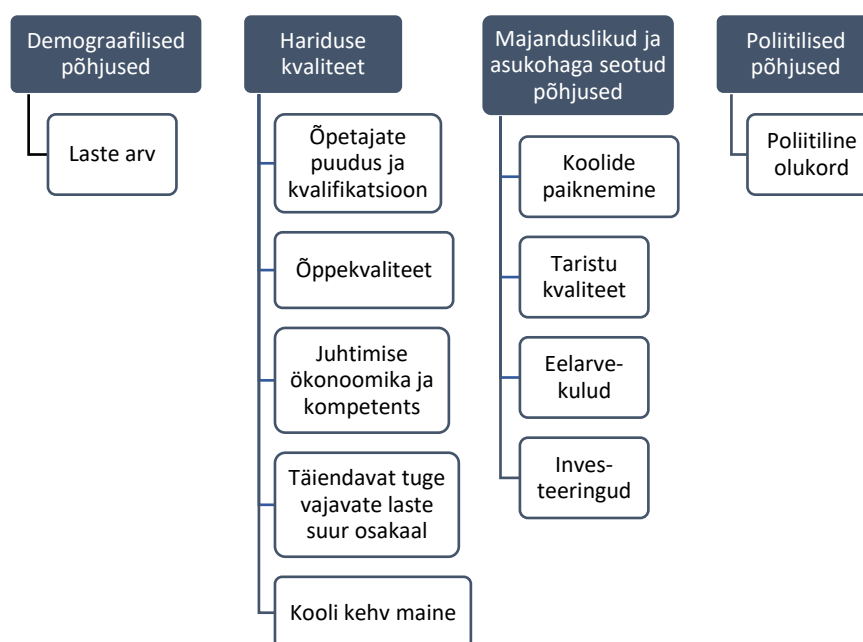 Demograafilised
põhjused
Laste arv
Hariduse
kvaliteet
Õpetajate
puudus ja
kvalifikatsioon
Õppekvaliteet
Juhtimise
ökonoomika ja
kompetents
Täiendavat tuge
vajavate laste
suur osakaal
Kooli kehv maine
Majanduslikud ja
asukohaga seotud
põhjused
Koolide
paiknemine
Taristu
kvaliteet
Eelarve-
kulud
Inves-
teeringud
Poliitilised
põhjused
Poliitiline
olukord